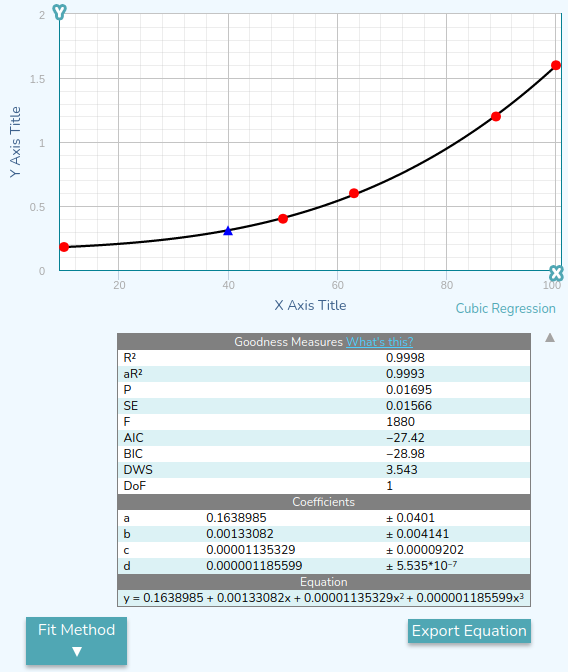 Y
2
1.5
1
0.5
0
Y Axis Title
20 40 60 80 100
X
X Axis Title
Cubic Regression
Goodness Measures What's this?
R² 0.9998
aR² 0.9993
P 0.01695
SE 0.01566
F 1880
AIC −27.42
BIC −28.98
DWS 3.543
DoF 1
Coefficients
a 0.1638985 ± 0.0401
b 0.00133082 ± 0.004141
c 0.00001135329 ± 0.00009202
d 0.000001185599 ± 5.535*10⁻⁷
Equation
y = 0.1638985 + 0.00133082x + 0.00001135329x² + 0.000001185599x³
Fit Method
▼
Export Equation